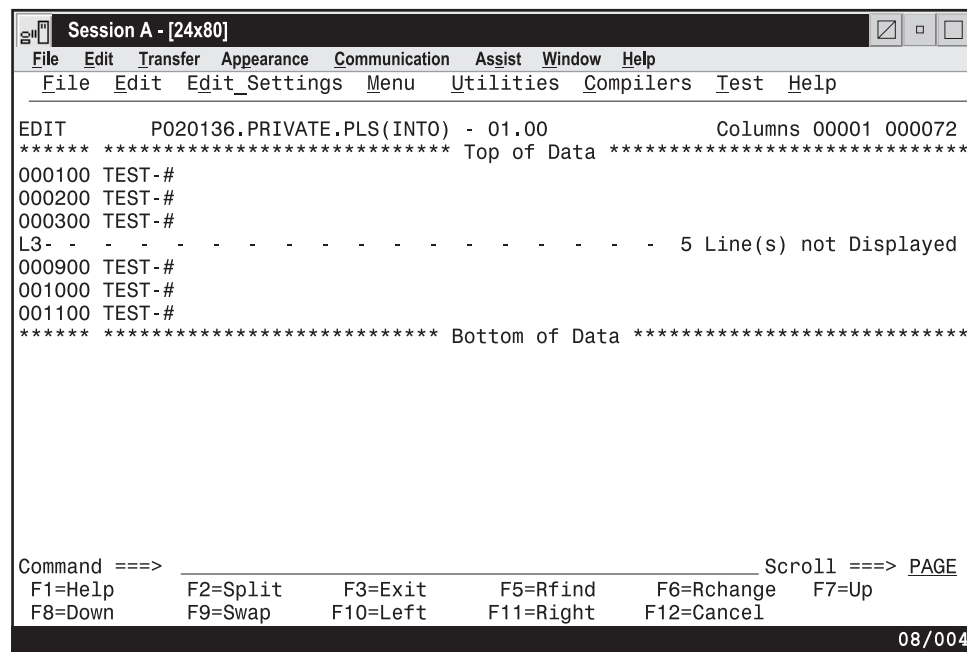 Session A - [24x80]
File Edit Transfer Appearance Communication Assist Window Help
File Edit Edit_Settings Menu Utilities Compilers Test Help
EDIT PO20136.PRIVATE.PLS(INTO) - 01.00 Columns 00001 000072
****** ***************************** Top of Data ******************************
000100 TEST-#
000200 TEST-#
000300 TEST-#
L3- - - - - - - - - - - - - - - - - - 5 Line(s) not Displayed
000900 TEST-#
001000 TEST-#
001100 TEST-#
****** **************************** Bottom of Data ****************************
Command ===> Scroll ===> PAGE
F1=Help F2=Split F3=Exit F5=Rfind F6=Rchange F7=Up
F8=Down F9=Swap F10=Left F11=Right F12=Cancel
08/004